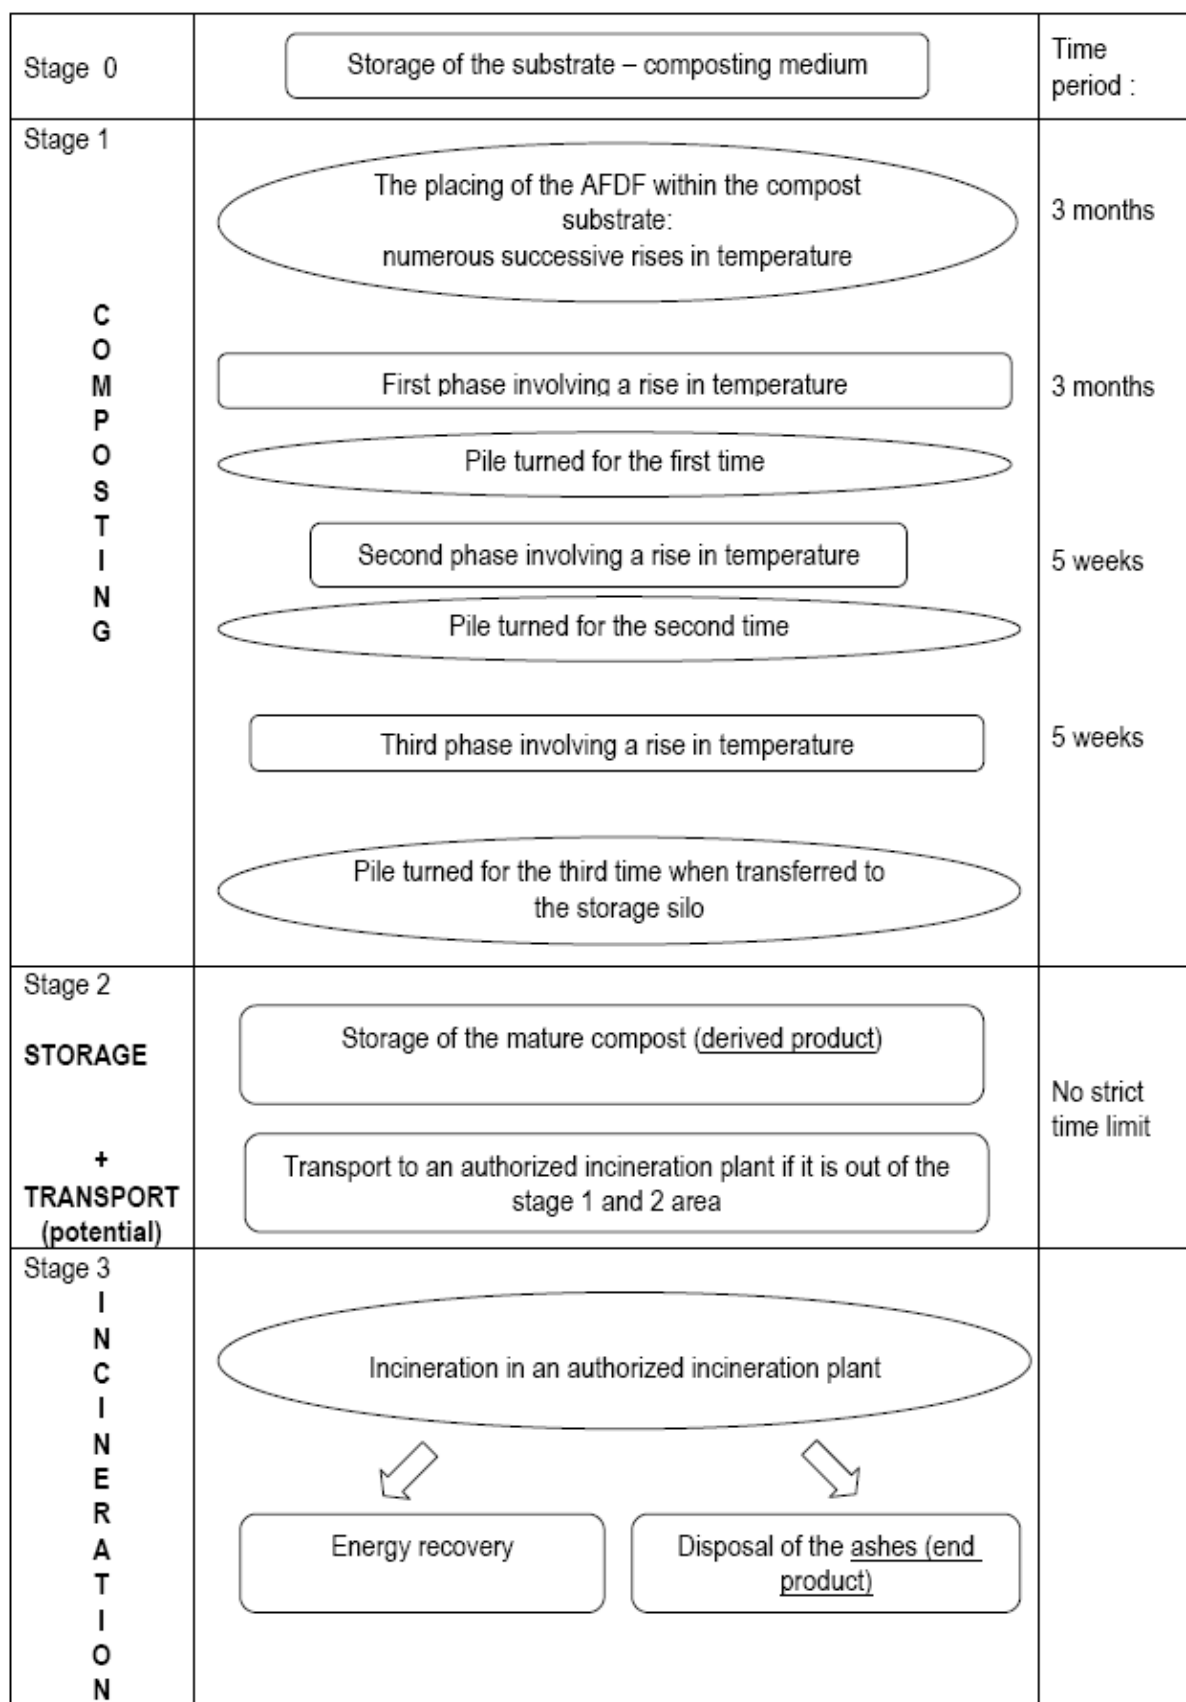 Stage 0
Storage of the substrate – composting medium
Time
period :
Stage 1
The placing of the AFDF within the compost
substrate:
numerous successive rises in temperature
3 months
COMPOSTING
First phase involving a rise in temperature
3 months
Pile turned for the first time
Second phase involving a rise in temperature
5 weeks
Pile turned for the second time
Third phase involving a rise in temperature
5 weeks
Pile turned for the third time when transferred to
the storage silo
Stage 2
STORAGE
+
TRANSPORT
(potential)
Storage of the mature compost (derived product)
Transport to an authorized incineration plant if it is out of the
stage 1 and 2 area
No strict
time limit
Stage 3
INCINERATION
Incineration in an authorized incineration plant
Energy recovery
Disposal of the ashes (end
product)